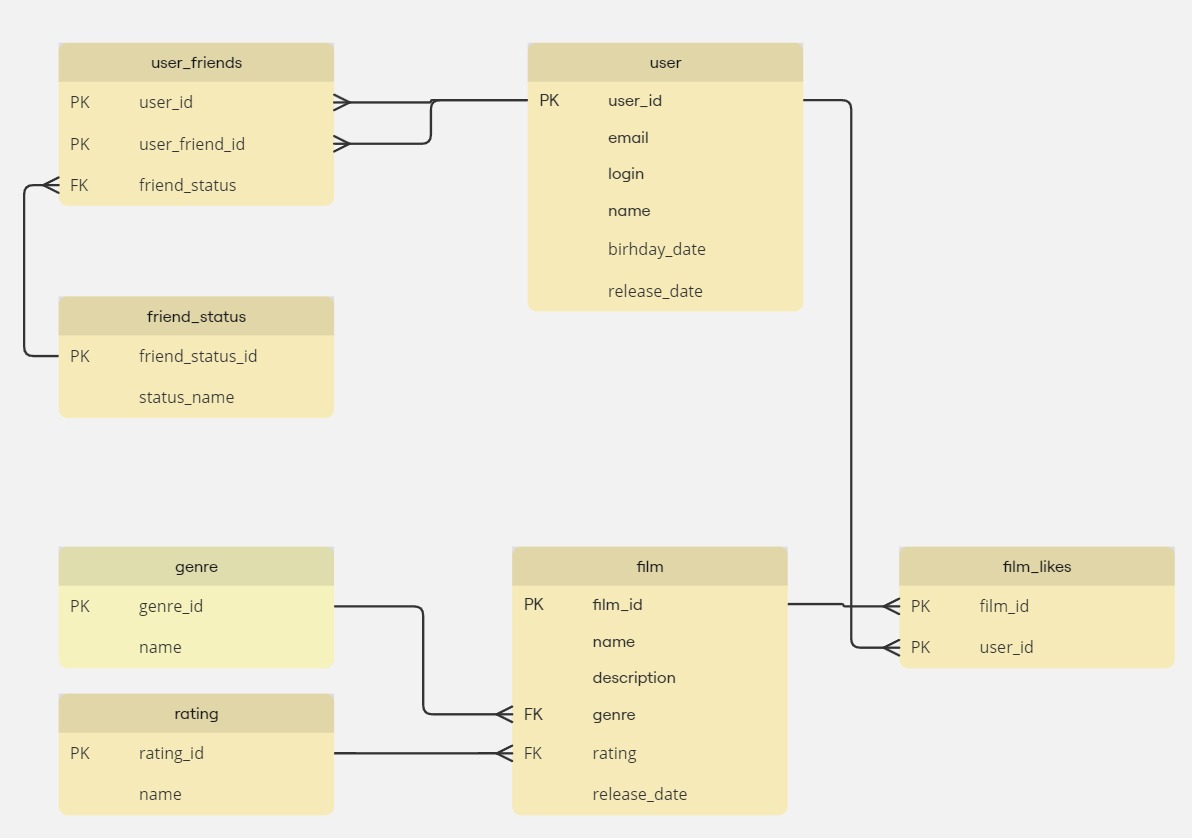 user_friends
PK user_id
PK user_friend_id
FK friend_status
user
PK user_id
email
login
name
birhday_date
release_date
friend_status
PK friend_status_id
status_name
genre
PK genre_id
name
rating
PK rating_id
name
film
PK film_id
name
description
FK genre
FK rating
release_date
film_likes
PK film_id
PK user_id